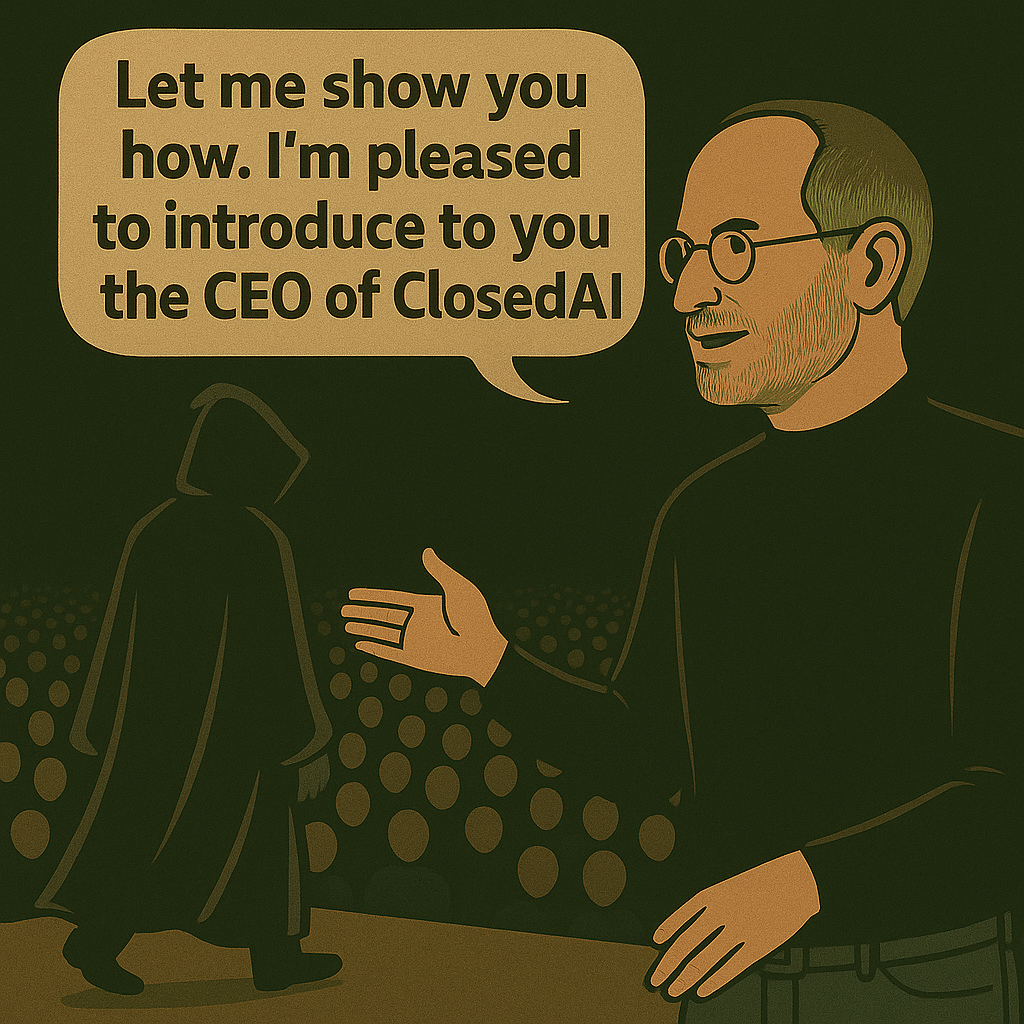 Let me show you
how. I'm pleased
to introduce to you
the CEO of ClosedAI